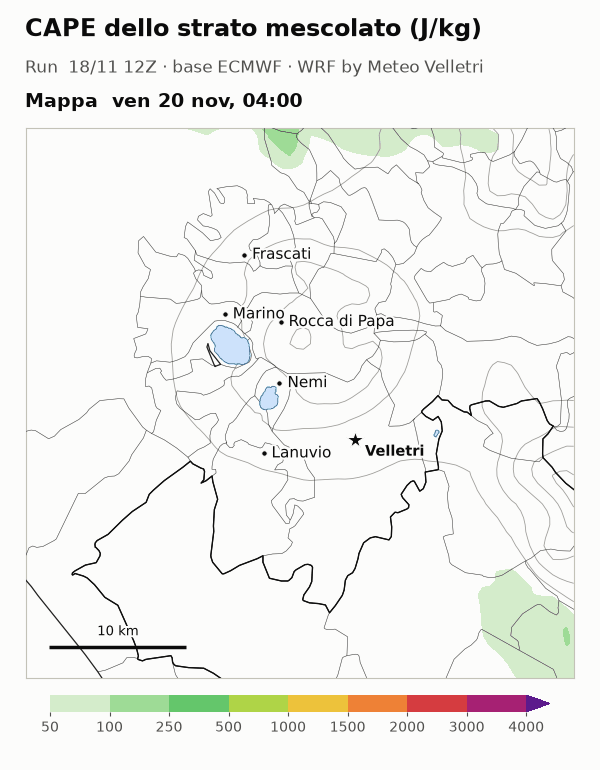 CAPE dello strato mescolato (J/kg)
Run  18/11 12Z · base ECMWF · WRF by Meteo Velletri
Mappa  ven 20 nov, 04:00
Frascati
Marino
Rocca di Papa
Nemi
Velletri
Lanuvio
10 km
50 100 250 500 1000 1500 2000 3000 4000